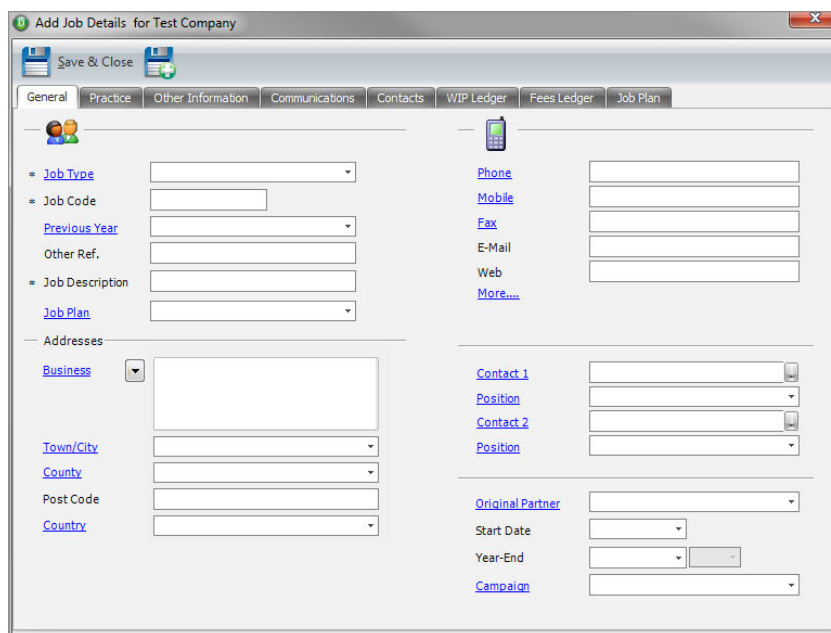 Add Job Details for Test Company
Save & Close
General Practice Other Information Communications Contacts WIP Ledger Fees Ledger Job Plan
* Job Type
* Job Code
Previous Year
Other Ref.
* Job Description
Job Plan
Addresses
Business
Town/City
County
Post Code
Country
Phone
Mobile
Fax
E-Mail
Web
More....
Contact 1
Position
Contact 2
Position
Original Partner
Start Date
Year-End
Campaign